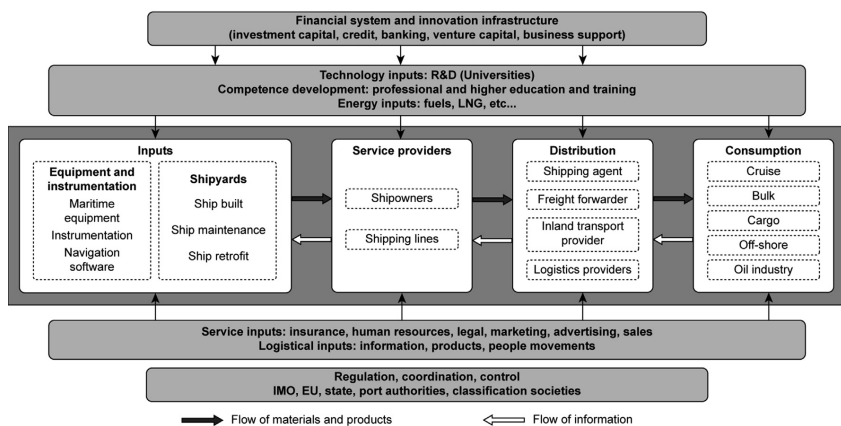 Financial system and innovation infrastructure
(investment capital, credit, banking, venture capital, business support)
Technology inputs: R&D (Universities)
Competence development: professional and higher education and training
Energy inputs: fuels, LNG, etc...
Inputs
Equipment and
instrumentation
Maritime
equipment
Instrumentation
Navigation
software
Shipyards
Ship built
Ship maintenance
Ship retrofit
Service providers
Shipowners
Shipping lines
Distribution
Shipping agent
Freight forwarder
Inland transport
provider
Logistics providers
Consumption
Cruise
Bulk
Cargo
Off-shore
Oil industry
Service inputs: insurance, human resources, legal, marketing, advertising, sales
Logistical inputs: information, products, people movements
Regulation, coordination, control
IMO, EU, state, port authorities, classification societies
Flow of materials and products
Flow of information